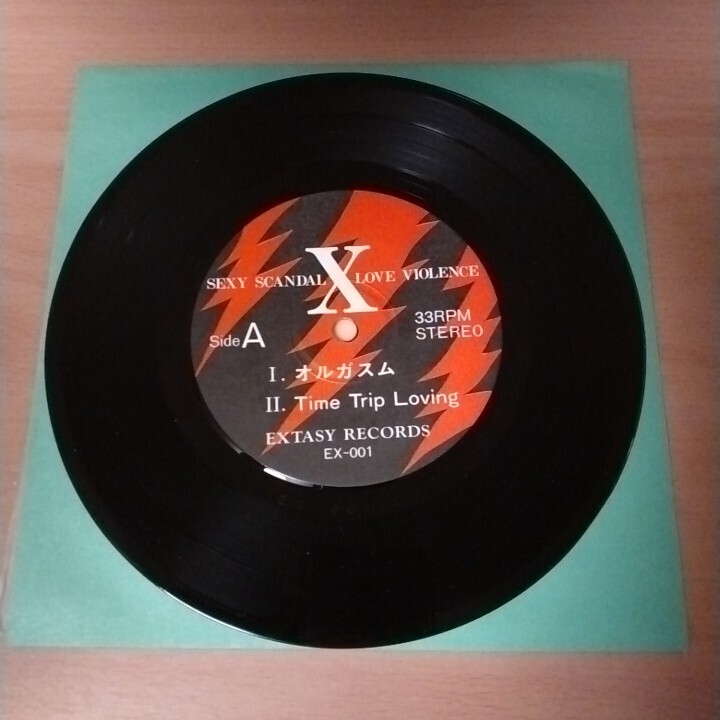 SEXY SCANDAL X LOVE VIOLENCE
33RPM
Side A
STEREO
I. オルガスム
II. Time Trip Loving
EXTASY RECORDS
EX-001